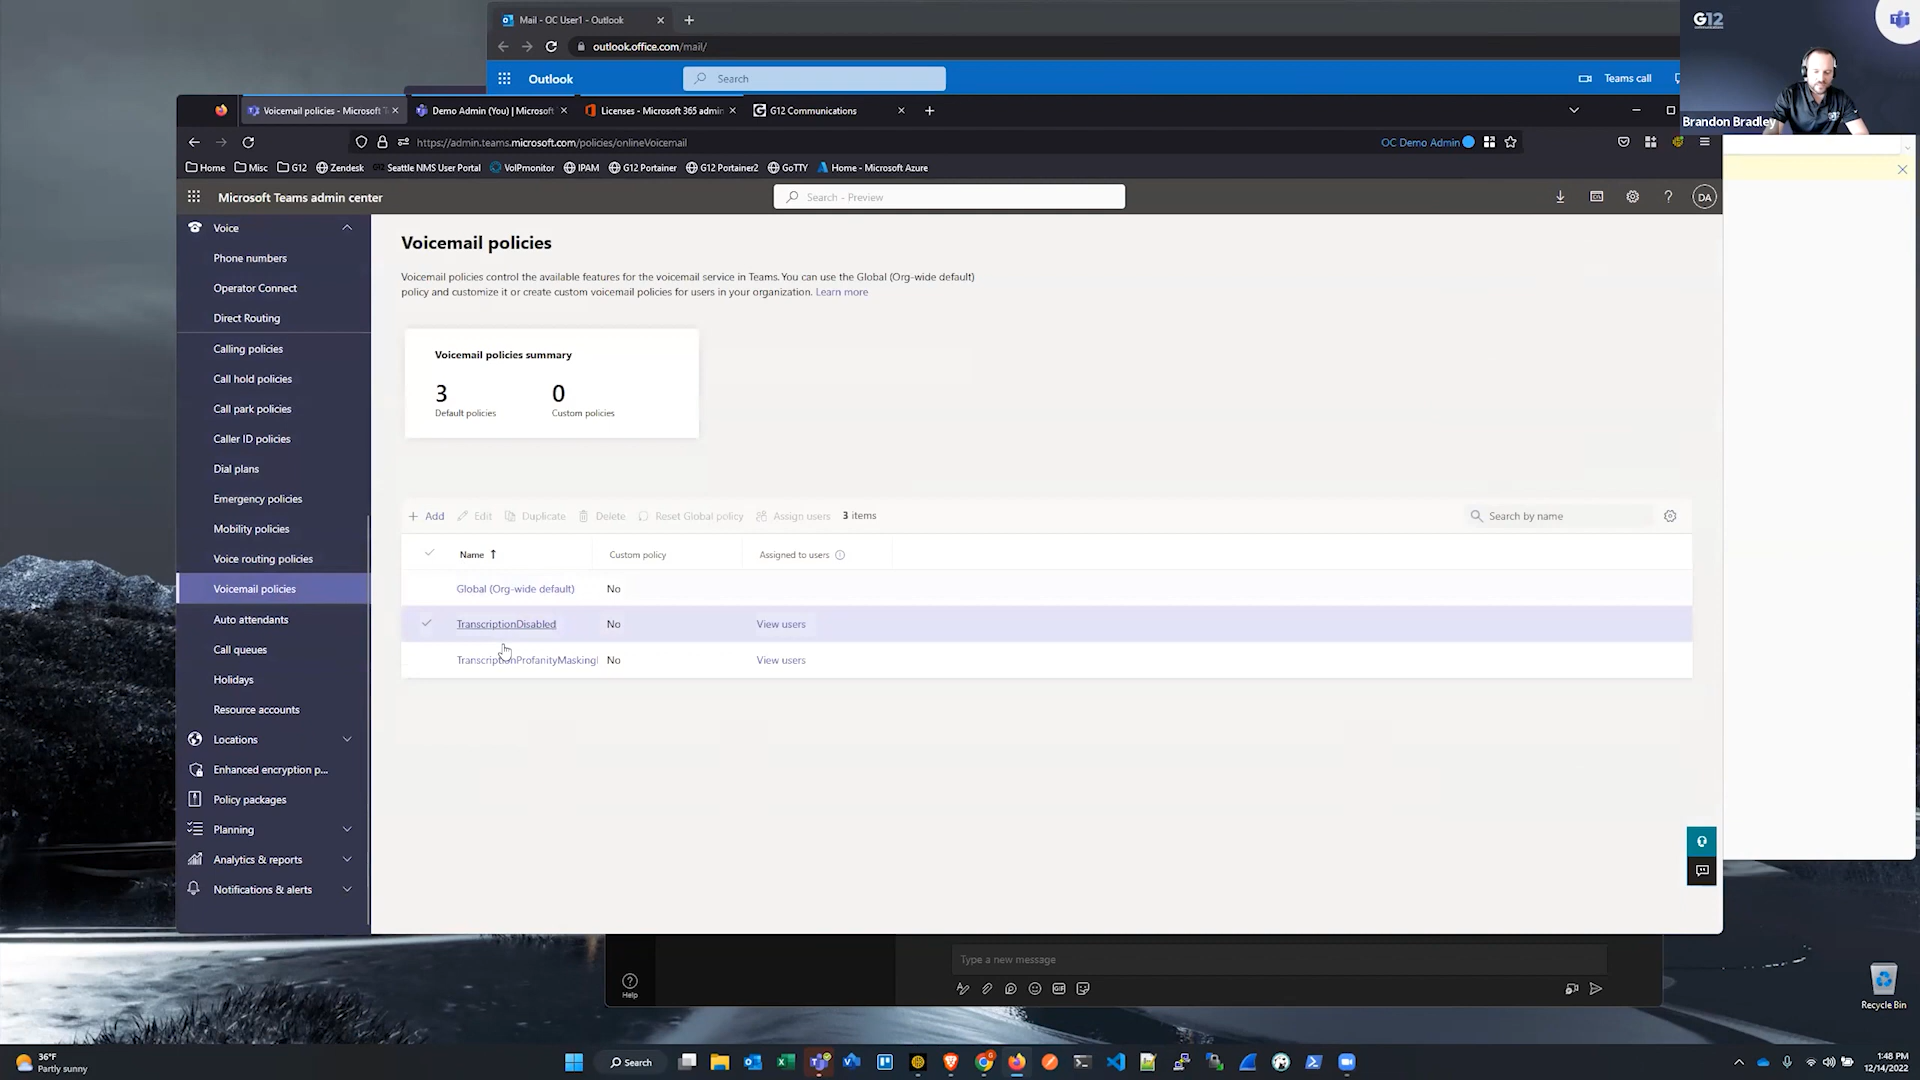 Mail - OC User1 - Outlook
outlook.office.com/mail/
Outlook
Search
Teams call
G12
Brandon Bradley
Voicemail policies - Microsoft T
Demo Admin (You) | Microsoft
Licenses - Microsoft 365 admin
G12 Communications
https://admin.teams.microsoft.com/policies/onlineVoicemail
OC Demo Admin
Home
Misc
G12
Zendesk
Seattle NMS User Portal
VoIPmonitor
IPAM
G12 Portainer
G12 Portainer2
GoTTY
Home - Microsoft Azure
Microsoft Teams admin center
Search - Preview
DA
Voice
Phone numbers
Operator Connect
Direct Routing
Calling policies
Call hold policies
Call park policies
Caller ID policies
Dial plans
Emergency policies
Mobility policies
Voice routing policies
Voicemail policies
Auto attendants
Call queues
Holidays
Resource accounts
Locations
Enhanced encryption p...
Policy packages
Planning
Analytics & reports
Notifications & alerts
Voicemail policies
Voicemail policies control the available features for the voicemail service in Teams. You can use the Global (Org-wide default)
policy and customize it or create custom voicemail policies for users in your organization. Learn more
Voicemail policies summary
3
Default policies
0
Custom policies
Add
Edit
Duplicate
Delete
Reset Global policy
Assign users
3 items
Search by name
Name
Custom policy
Assigned to users
Global (Org-wide default)
No
TranscriptionDisabled
No
View users
TranscriptionProfanityMasking
No
View users
Help
Type a new message
GIF
Recycle Bin
36°F
Partly sunny
Search
1:48 PM
12/14/2022